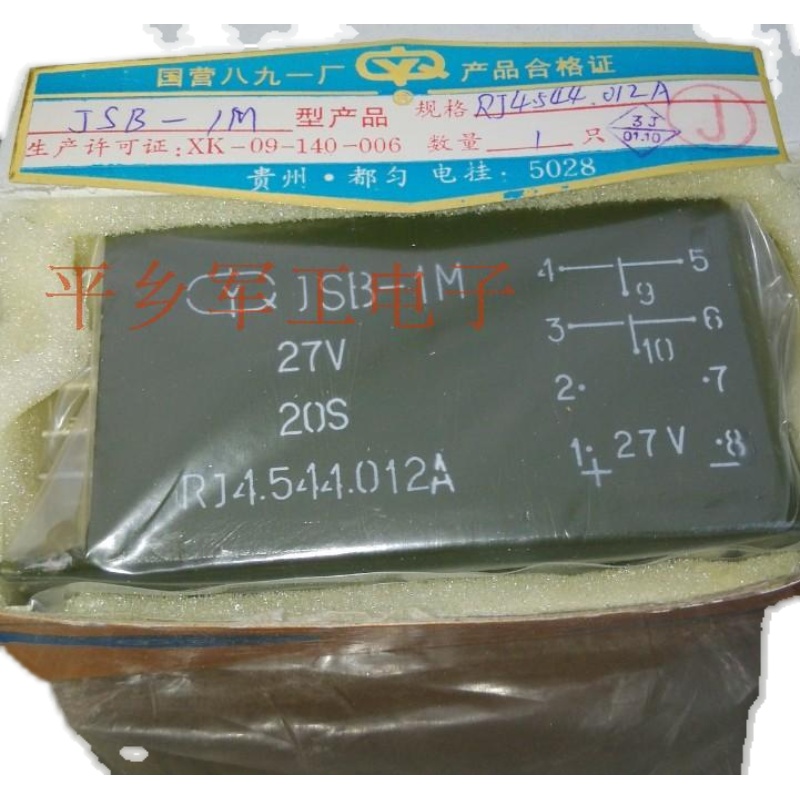 国营八九一厂 产品合格证
JSB-1M 型产品 规格 RJ4.544.012A
生产许可证:XK-09-140-006 数量 1 只
3J
01.10
J
贵州·都匀 电挂:5028
平乡军工电子
JSB-1M
27V
20S
RJ4.544.012A
4 5
9
3 6
10
2 7
1 27V 8
+ -